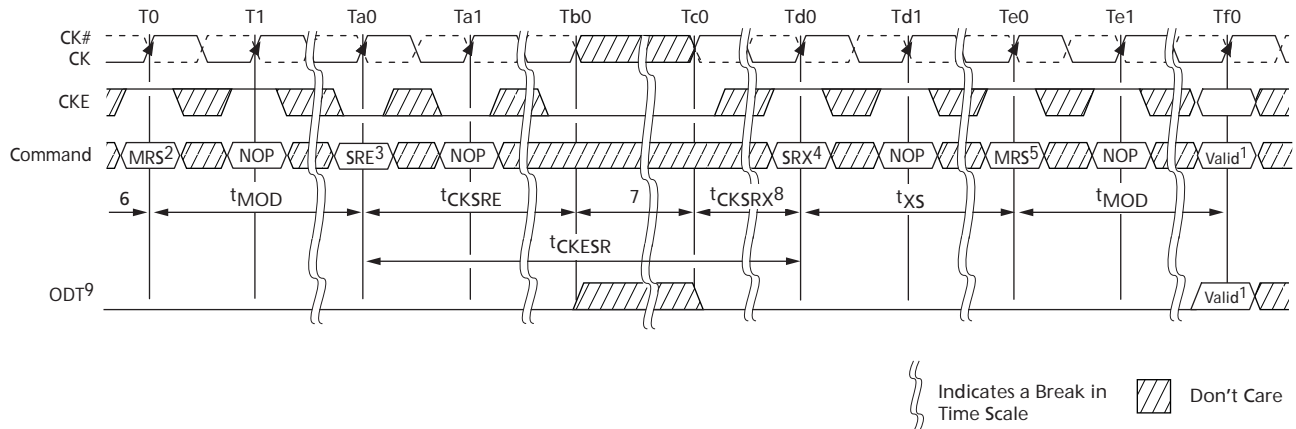 T0 T1 Ta0 Ta1 Tb0 Tc0 Td0 Td1 Te0 Te1 Tf0
CK#
CK
CKE
Command MRS2 NOP SRE3 NOP SRX4 NOP MRS5 NOP Valid1
6 tMOD tCKSRE 7 tCKSRX8 tXS tMOD
tCKESR
ODT9 Valid1
Indicates a Break in
Time Scale
Don't Care